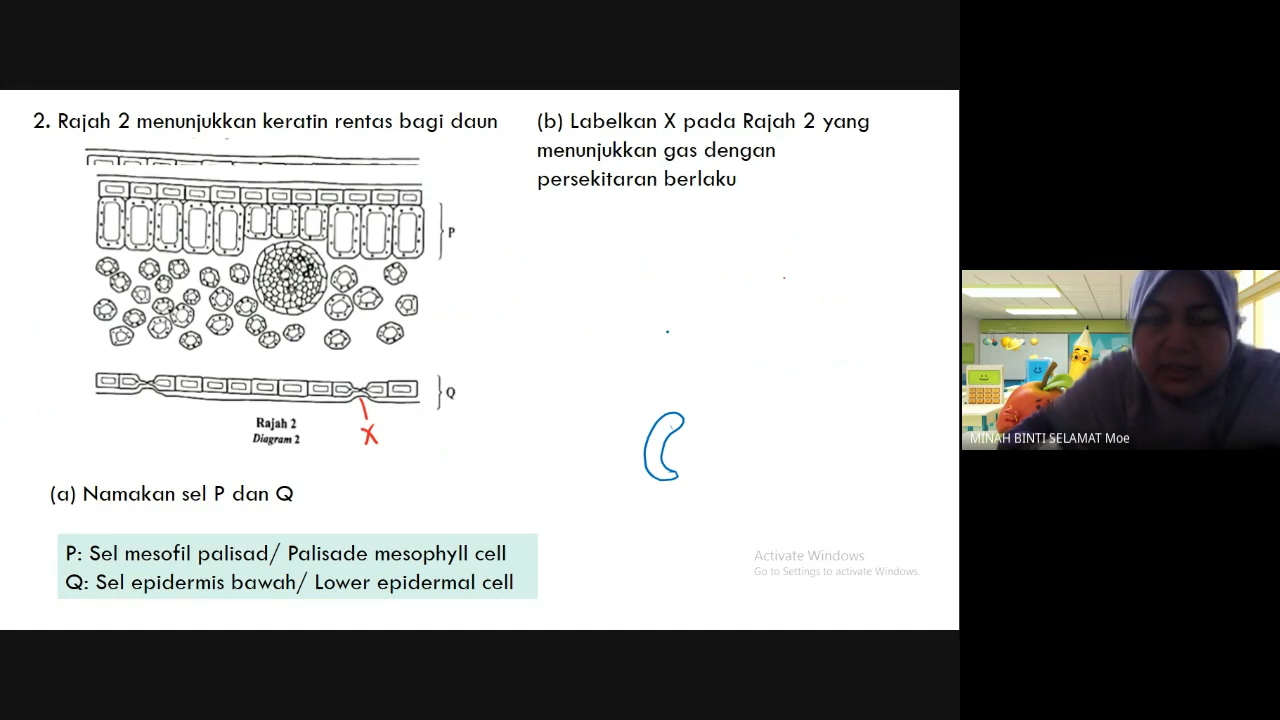 2. Rajah 2 menunjukkan keratin rentas bagi daun
P
Q
Rajah 2
Diagram 2
X
(a) Namakan sel P dan Q
P: Sel mesofil palisad/ Palisade mesophyll cell
Q: Sel epidermis bawah/ Lower epidermal cell
(b) Labelkan X pada Rajah 2 yang
menunjukkan gas dengan
persekitaran berlaku
Activate Windows
Go to Settings to activate Windows.
MINAH BINTI SELAMAT Moe